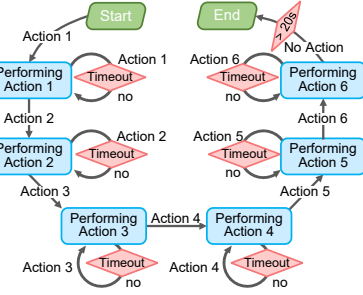 Start
End
> 20s
Action 1
No Action
Performing
Action 1
Action 1
Timeout
no
Action 6
Timeout
no
Performing
Action 6
Action 2
Action 6
Performing
Action 2
Action 2
Timeout
no
Action 5
Timeout
no
Performing
Action 5
Action 3
Action 5
Performing
Action 3
Action 4
Performing
Action 4
Action 3
Timeout
no
Action 4
Timeout
no